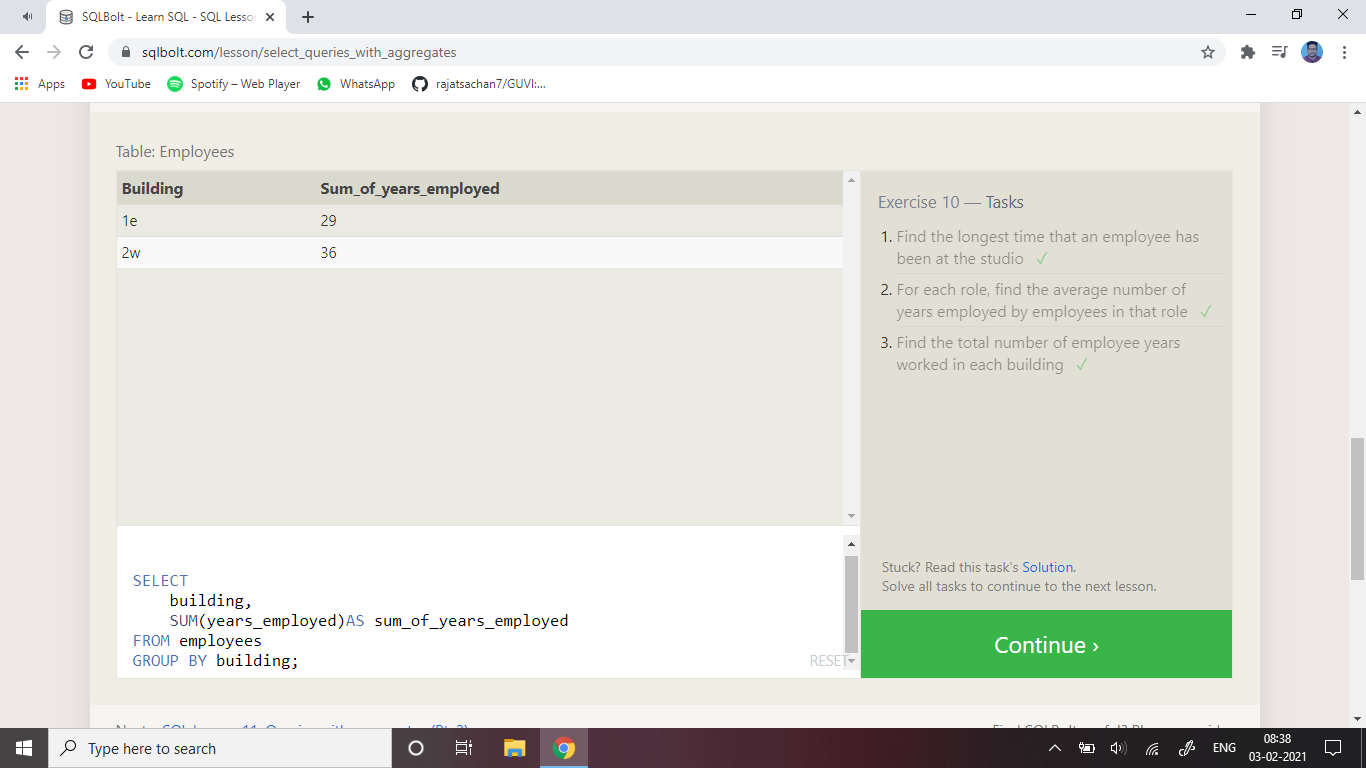 SQLBolt - Learn SQL - SQL Lesso
sqlbolt.com/lesson/select_queries_with_aggregates
Apps YouTube Spotify – Web Player WhatsApp rajatsachan7/GUVI:...
Table: Employees
Building Sum_of_years_employed
1e 29
2w 36
Exercise 10 — Tasks
1. Find the longest time that an employee has
been at the studio ✓
2. For each role, find the average number of
years employed by employees in that role ✓
3. Find the total number of employee years
worked in each building ✓
Stuck? Read this task's Solution.
Solve all tasks to continue to the next lesson.
Continue ›
SELECT
building,
SUM(years_employed)AS sum_of_years_employed
FROM employees
GROUP BY building;
RESET
Type here to search
ENG
08:38
03-02-2021